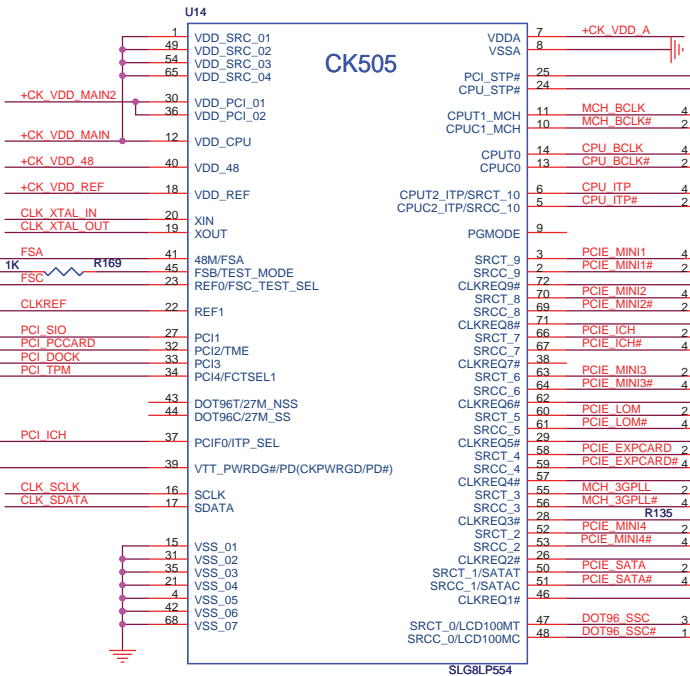 U14
CK505
1 VDD_SRC_01
49 VDD_SRC_02
54 VDD_SRC_03
65 VDD_SRC_04
+CK_VDD_MAIN2 30 VDD_PCI_01
36 VDD_PCI_02
+CK_VDD_MAIN 12 VDD_CPU
+CK_VDD_48 40 VDD_48
+CK_VDD_REF 18 VDD_REF
CLK_XTAL_IN 20 XIN
CLK_XTAL_OUT 19 XOUT
FSA 41 48M/FSA
1K R169 45 FSB/TEST_MODE
FSC 23 REF0/FSC_TEST_SEL
CLKREF 22 REF1
PCI_SIO 27 PCI1
PCI_PCCARD 32 PCI2/TME
PCI_DOCK 33 PCI3
PCI_TPM 34 PCI4/FCTSEL1
43 DOT96T/27M_NSS
44 DOT96C/27M_SS
PCI_ICH 37 PCIF0/ITP_SEL
39 VTT_PWRDG#/PD(CKPWRGD/PD#)
CLK_SCLK 16 SCLK
CLK_SDATA 17 SDATA
15 VSS_01
31 VSS_02
35 VSS_03
21 VSS_04
4 VSS_05
42 VSS_06
68 VSS_07
VDDA 7 +CK_VDD_A
VSSA 8
PCI_STP# 25
CPU_STP# 24
CPUT1_MCH 11 MCH_BCLK 4
CPUC1_MCH 10 MCH_BCLK# 2
CPUT0 14 CPU_BCLK 4
CPUC0 13 CPU_BCLK# 2
CPUT2_ITP/SRCT_10 6 CPU_ITP 4
CPUC2_ITP/SRCC_10 5 CPU_ITP# 2
PGMODE 9
SRCT_9 3 PCIE_MINI1 4
SRCC_9 2 PCIE_MINI1# 2
CLKREQ9# 72
SRCT_8 70 PCIE_MINI2 4
SRCC_8 69 PCIE_MINI2# 2
CLKREQ8# 71
SRCT_7 66 PCIE_ICH 2
SRCC_7 67 PCIE_ICH# 4
CLKREQ7# 38
SRCT_6 63 PCIE_MINI3 2
SRCC_6 64 PCIE_MINI3# 4
CLKREQ6# 62
SRCT_5 60 PCIE_LOM 2
SRCC_5 61 PCIE_LOM# 4
CLKREQ5# 29
SRCT_4 58 PCIE_EXPCARD 2
SRCC_4 59 PCIE_EXPCARD# 4
CLKREQ4# 57
SRCT_3 55 MCH_3GPLL 2
SRCC_3 56 MCH_3GPLL# 4
CLKREQ3# 28 R135
SRCT_2 52 PCIE_MINI4 2
SRCC_2 53 PCIE_MINI4# 4
CLKREQ2# 26
SRCT_1/SATAT 50 PCIE_SATA 2
SRCC_1/SATAC 51 PCIE_SATA# 4
CLKREQ1# 46
SRCT_0/LCD100MT 47 DOT96_SSC 3
SRCC_0/LCD100MC 48 DOT96_SSC# 1
SLG8LP554